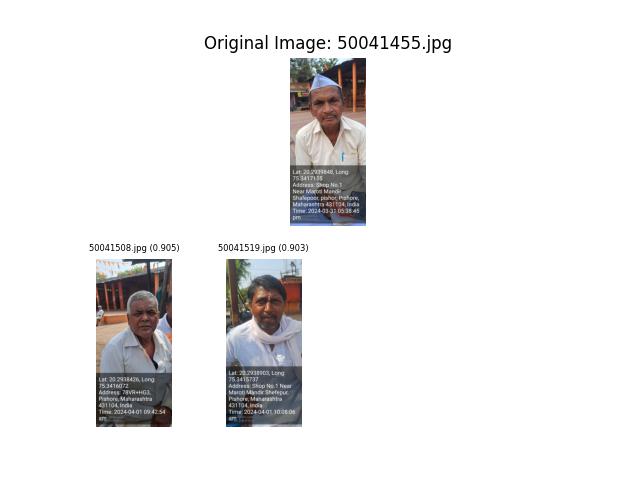 Original Image: 50041455.jpg
Lat: 20.2939848, Long:
75.3417135
Address: Shop No.1
Near Maroti Mandir
Shafepoor, pishor, Pishore,
Maharashtra 431104, India
Time: 2024-03-31 05:38:45
pm
50041508.jpg (0.905)
50041519.jpg (0.903)
Lat: 20.2938426, Long:
75.3416072
Address: 78VR+HG3,
Pishore, Maharashtra
431104, India
Time: 2024-04-01 09:42:54
am
Lat: 20.2938903, Long:
75.3415737
Address: Shop No.1 Near
Maroti Mandir Shefepur,
Pishore, Maharashtra
431104, India
Time: 2024-04-01 10:08:06
am